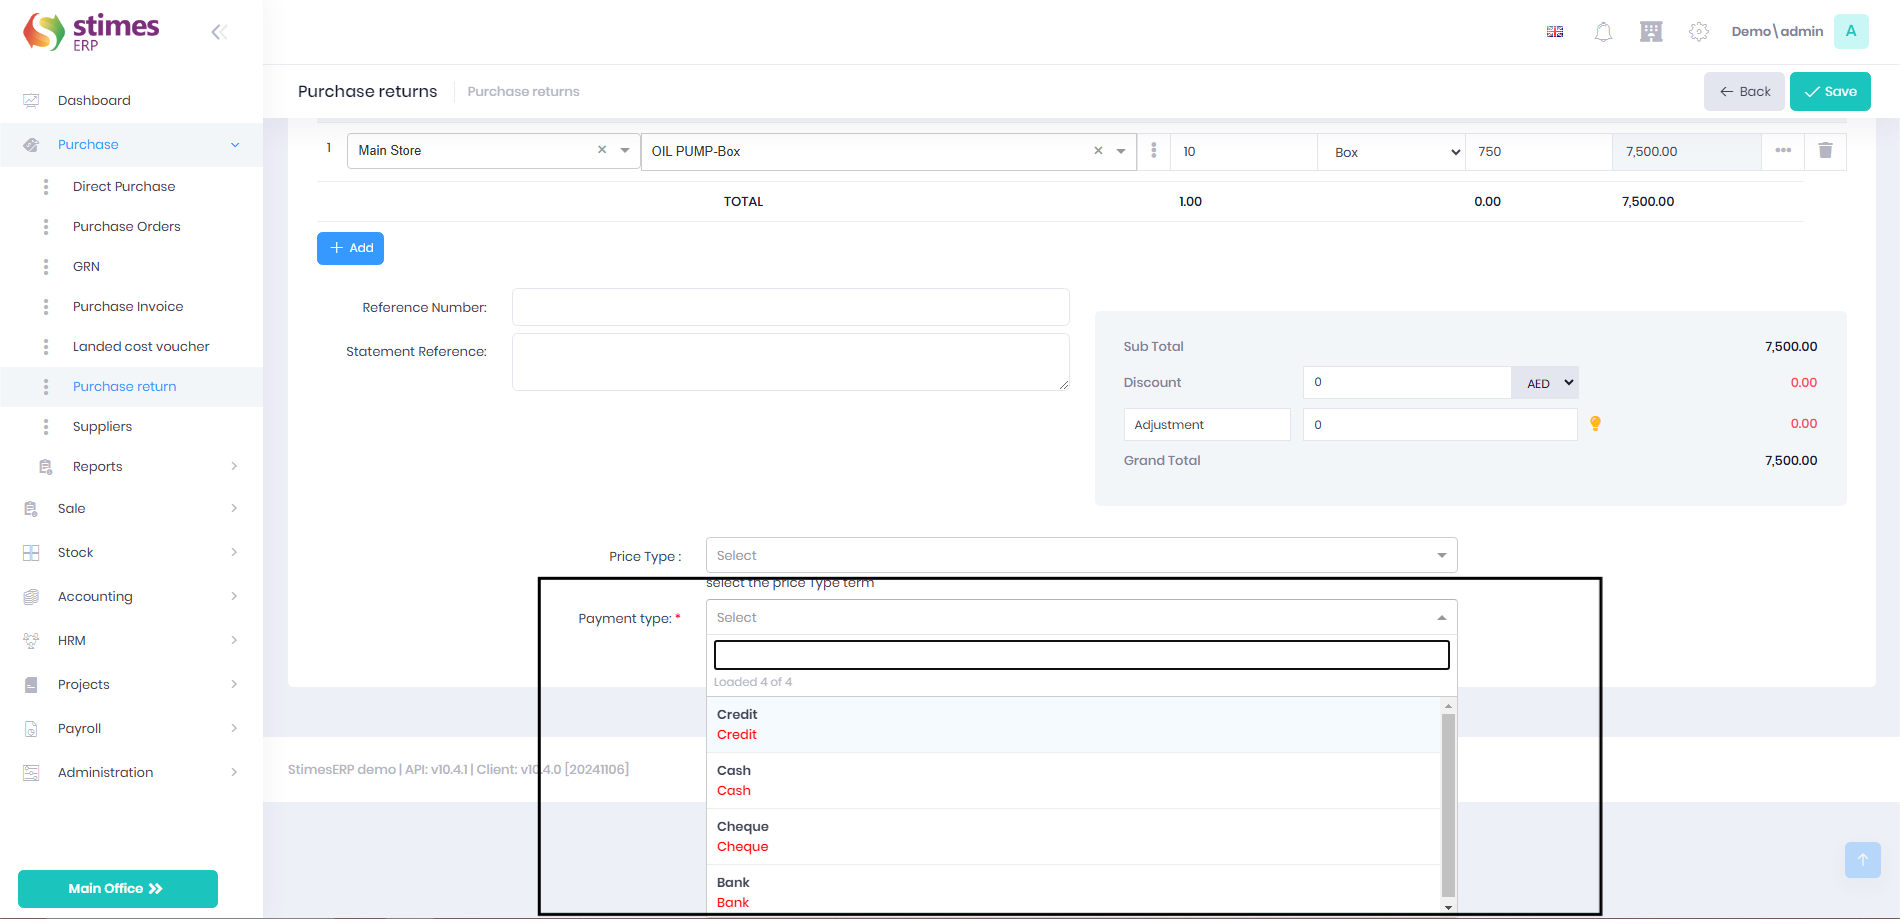 stimes
ERP
Demo\admin
A
Purchase returns
Purchase returns
Back
Save
Dashboard
Purchase
Direct Purchase
Purchase Orders
GRN
Purchase Invoice
Landed cost voucher
Purchase return
Suppliers
Reports
Sale
Stock
Accounting
HRM
Projects
Payroll
Administration
Main Office
1 Main Store OIL PUMP-Box 10 Box 750 7,500.00
TOTAL 1.00 0.00 7,500.00
Add
Reference Number:
Statement Reference:
Sub Total 7,500.00
Discount 0 AED 0.00
Adjustment 0 0.00
Grand Total 7,500.00
Price Type : Select
select the price Type term
Payment type: * Select
Loaded 4 of 4
Credit
Credit
Cash
Cash
Cheque
Cheque
Bank
Bank
StimesERP demo | API: v10.4.1 | Client: v10.4.0 [20241106]